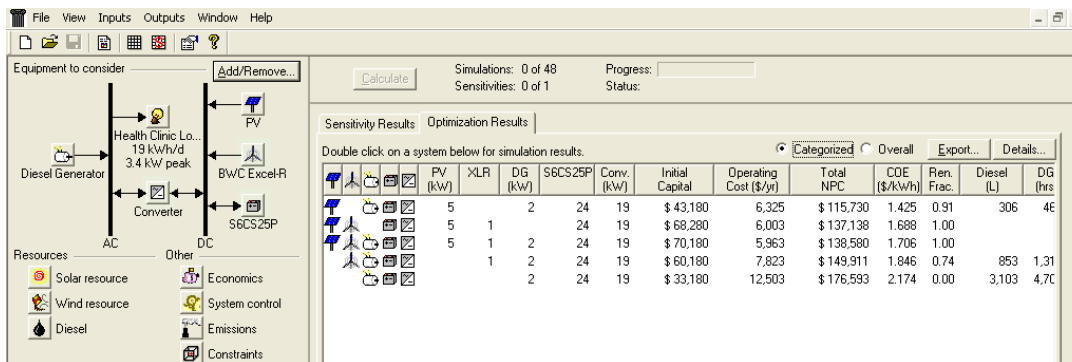 File View Inputs Outputs Window Help
Equipment to consider
Add/Remove...
PV
Health Clinic Lo...
19 kWh/d
3.4 kW peak
Diesel Generator
BWC Excel-R
Converter
S6CS25P
AC DC
Resources Other
Solar resource Economics
Wind resource System control
Diesel Emissions
Constraints
Calculate
Simulations: 0 of 48 Progress:
Sensitivities: 0 of 1 Status:
Sensitivity Results Optimization Results
Double click on a system below for simulation results.
Categorized Overall Export... Details...
PV (kW) XLR DG (kW) S6CS25P Conv. (kW) Initial Capital Operating Cost ($/yr) Total NPC COE ($/kWh) Ren. Frac. Diesel (L) DG (hrs
5 2 24 19 $ 43,180 6,325 $ 115,730 1.425 0.91 306 46
5 1 24 19 $ 68,280 6,003 $ 137,138 1.688 1.00
5 1 2 24 19 $ 70,180 5,963 $ 138,580 1.706 1.00
1 2 24 19 $ 60,180 7,823 $ 149,911 1.846 0.74 853 1,31
2 24 19 $ 33,180 12,503 $ 176,593 2.174 0.00 3,103 4,70